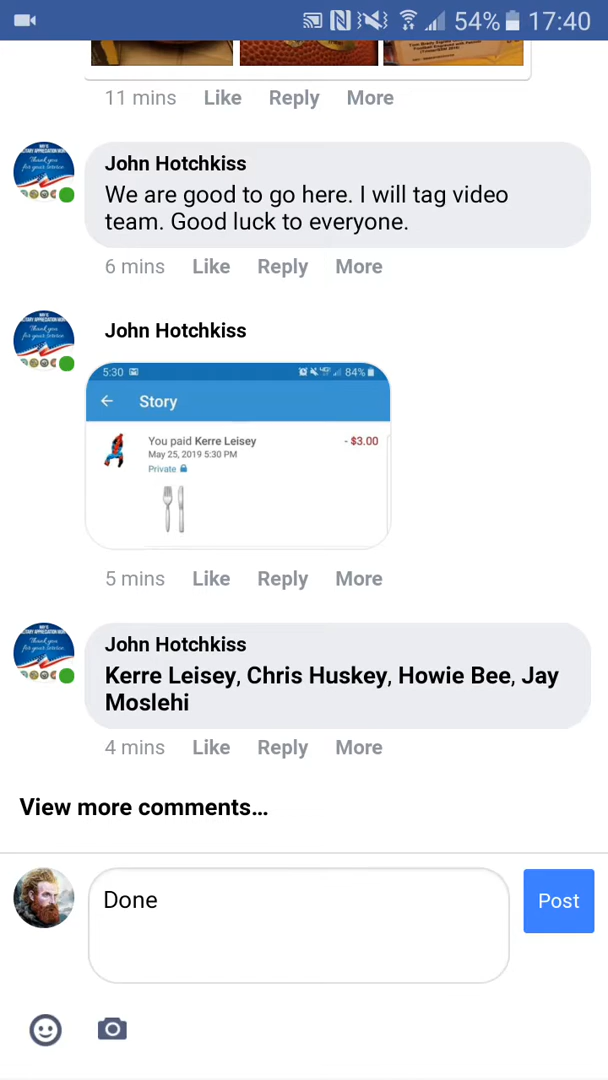 54% 17:40
11 mins Like Reply More
John Hotchkiss
We are good to go here. I will tag video
team. Good luck to everyone.
6 mins Like Reply More
John Hotchkiss
5:30 84%
Story
You paid Kerre Leisey - $3.00
May 25, 2019 5:30 PM
Private
5 mins Like Reply More
John Hotchkiss
Kerre Leisey, Chris Huskey, Howie Bee, Jay
Moslehi
4 mins Like Reply More
View more comments...
Done
Post